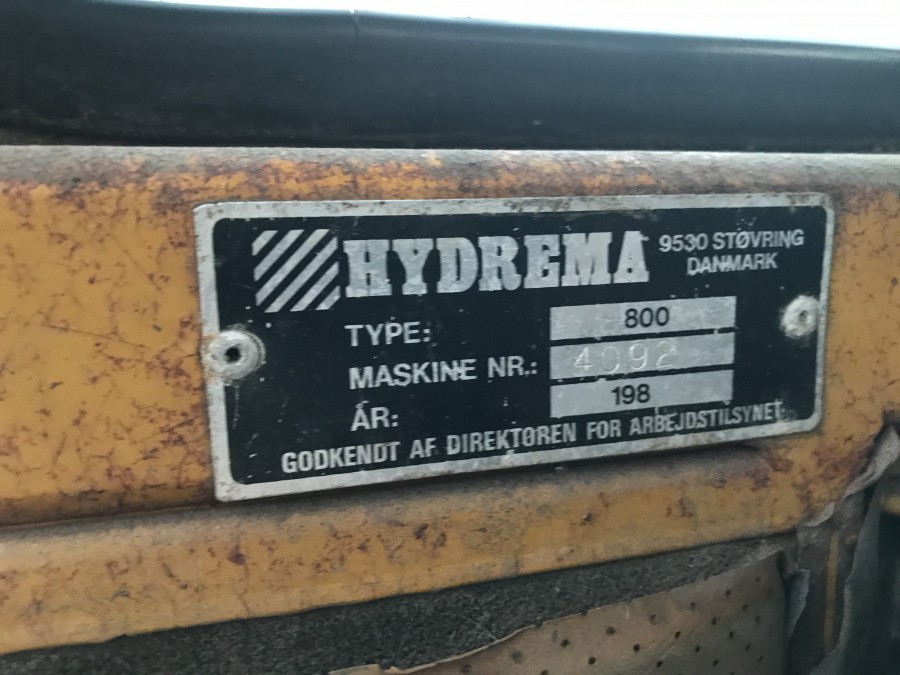 HYDREMA
9530 STØVRING
DANMARK
TYPE: 800
MASKINE NR.: 4092
ÅR: 198
GODKENDT AF DIREKTØREN FOR ARBEJDSTILSYNET